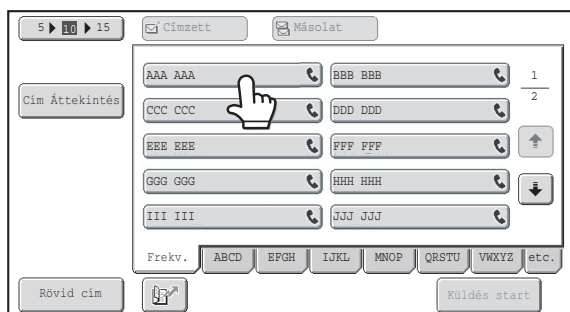 5 10 15
Címzett
Másolat
Cím Áttekintés
AAA AAA
BBB BBB
1
2
CCC CCC
DDD DDD
EEE EEE
FFF FFF
GGG GGG
HHH HHH
III III
JJJ JJJ
Frekv. ABCD EFGH IJKL MNOP QRSTU VWXYZ etc.
Rövid cím
Küldés start